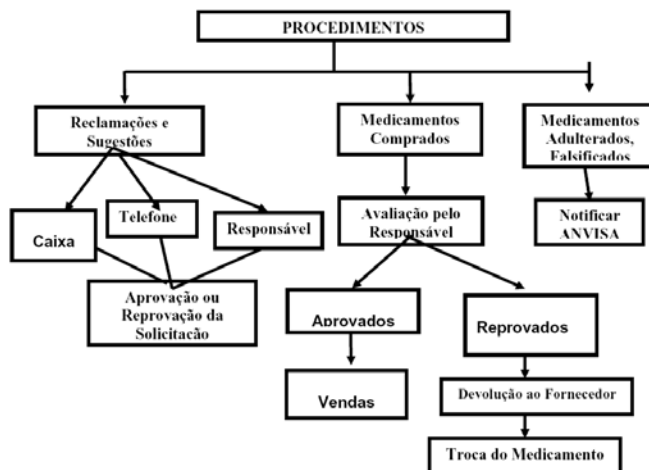 PROCEDIMENTOS
Reclamações e
Sugestões
Medicamentos
Comprados
Medicamentos
Adulterados,
Falsificados
Caixa
Telefone
Responsável
Avaliação pelo
Responsável
Notificar
ANVISA
Aprovação ou
Reprovação da
Solicitação
Aprovados
Reprovados
Vendas
Devolução ao Fornecedor
Troca do Medicamento